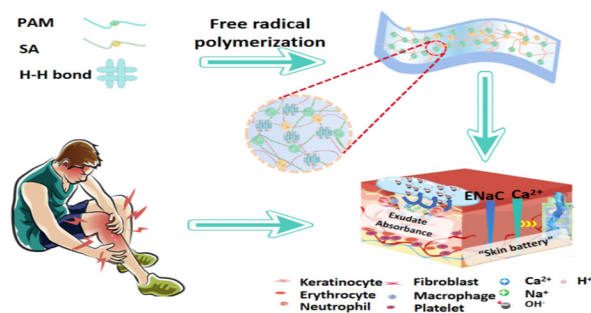 PAM
SA
H-H bond
Free radical
polymerization
ENaC Ca²⁺
Exudate
Absorbance
"Skin battery"
Keratinocyte
Fibroblast
Ca²⁺
H⁺
Erythrocyte
Macrophage
Na⁺
Neutrophil
Platelet
OH⁻